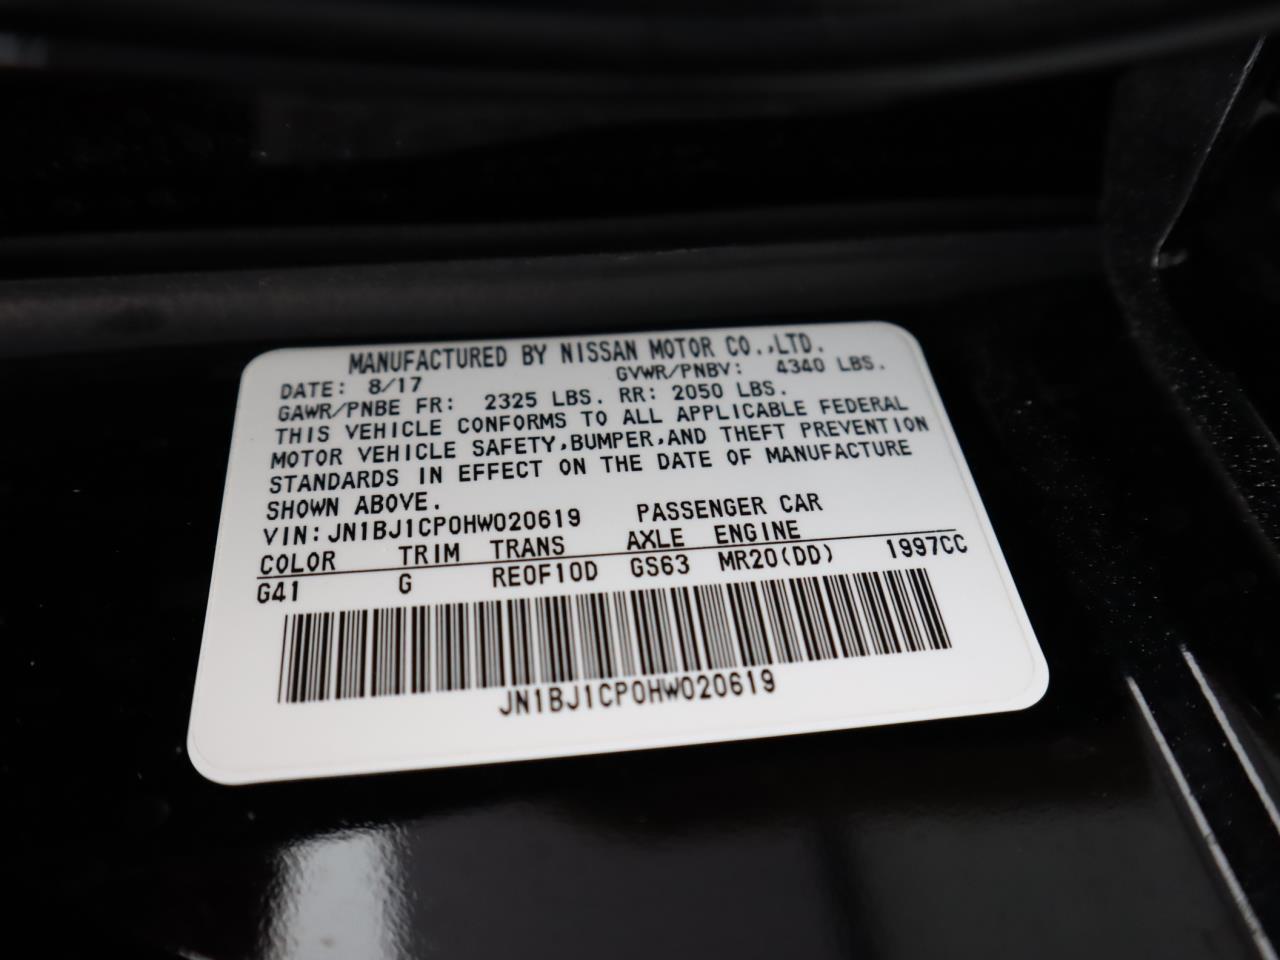 MANUFACTURED BY NISSAN MOTOR CO.,LTD.
DATE: 8/17 GVWR/PNBV: 4340 LBS.
GAWR/PNBE FR: 2325 LBS. RR: 2050 LBS.
THIS VEHICLE CONFORMS TO ALL APPLICABLE FEDERAL
MOTOR VEHICLE SAFETY,BUMPER,AND THEFT PREVENTION
STANDARDS IN EFFECT ON THE DATE OF MANUFACTURE
SHOWN ABOVE.
VIN:JN1BJ1CP0HW020619 PASSENGER CAR
COLOR TRIM TRANS AXLE ENGINE
G41 G RE0F10D GS63 MR20(DD) 1997CC
JN1BJ1CP0HW020619